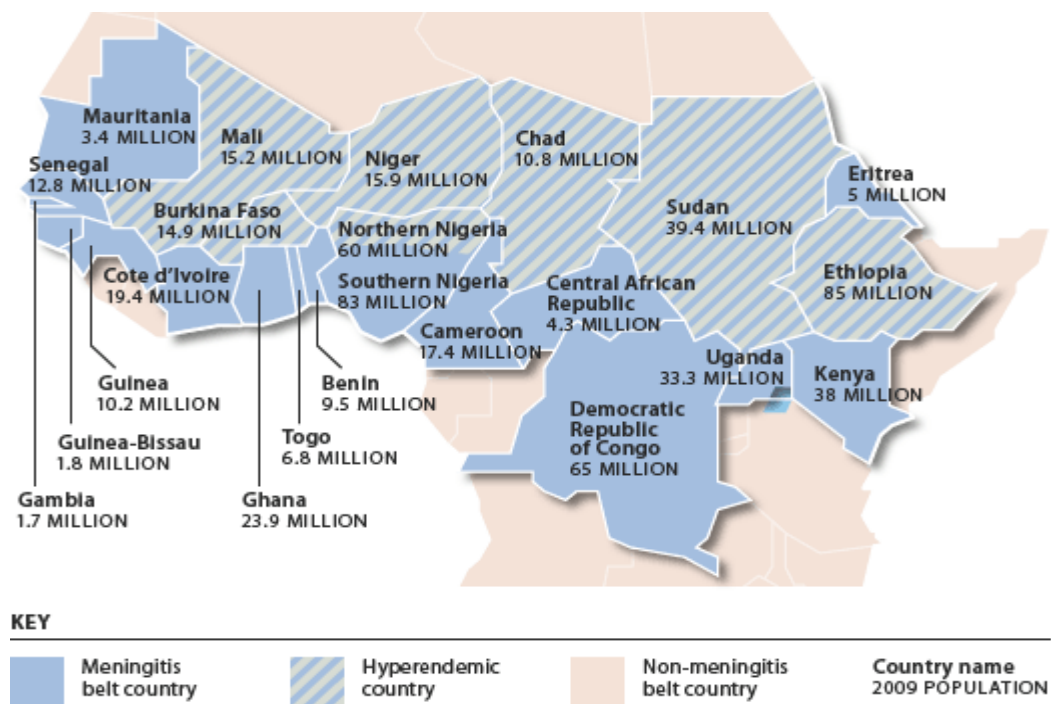 Mauritania
3.4 MILLION
Mali
15.2 MILLION
Niger
15.9 MILLION
Chad
10.8 MILLION
Senegal
12.8 MILLION
Eritrea
5 MILLION
Burkina Faso
14.9 MILLION
Sudan
39.4 MILLION
Northern Nigeria
60 MILLION
Southern Nigeria
83 MILLION
Ethiopia
85 MILLION
Cote d'Ivoire
19.4 MILLION
Central African
Republic
4.3 MILLION
Cameroon
17.4 MILLION
Uganda
33.3 MILLION
Kenya
38 MILLION
Guinea
10.2 MILLION
Benin
9.5 MILLION
Democratic
Republic
of Congo
65 MILLION
Guinea-Bissau
1.8 MILLION
Togo
6.8 MILLION
Gambia
1.7 MILLION
Ghana
23.9 MILLION
KEY
Meningitis
belt country
Hyperendemic
country
Non-meningitis
belt country
Country name
2009 POPULATION